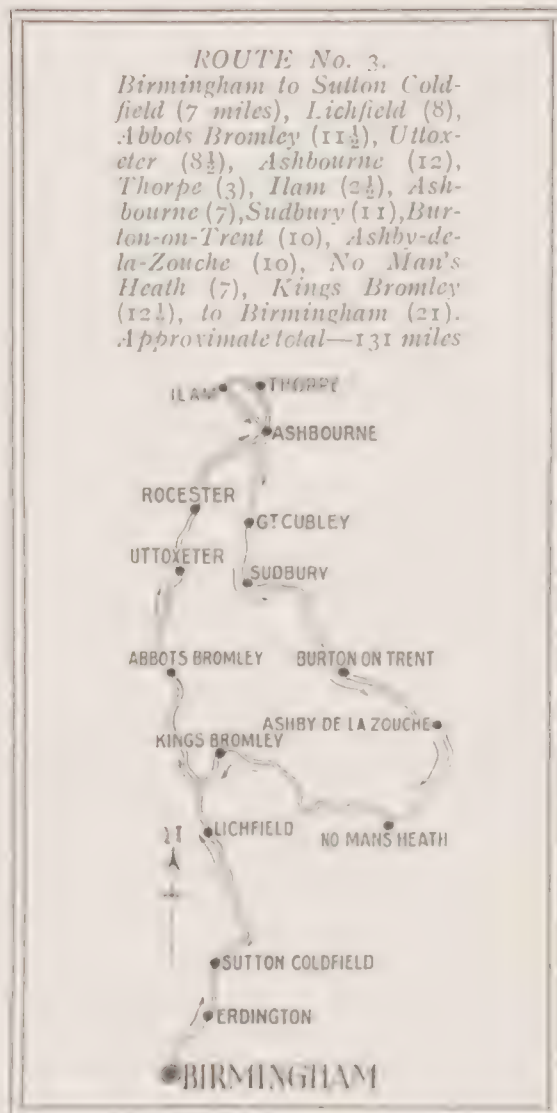 ROUTE No. 3.
Birmingham to Sutton Cold-
field (7 miles), Lichfield (8),
Abbots Bromley (11½), Uttox-
eter (8½), Ashbourne (12),
Thorpe (3), Ilam (2½), Ash-
bourne (7), Sudbury (11), Bur-
ton-on-Trent (10), Ashby-de-
la-Zouche (10), No Man's
Heath (7), Kings Bromley
(12½), to Birmingham (21).
Approximate total—131 miles
ILAM THORPE
ASHBOURNE
ROCESTER
GT CUBLEY
UTTOXETER
SUDBURY
ABBOTS BROMLEY BURTON ON TRENT
ASHBY DE LA ZOUCHE
KINGS BROMLEY
LICHFIELD
NO MANS HEATH
SUTTON COLDFIELD
ERDINGTON
BIRMINGHAM